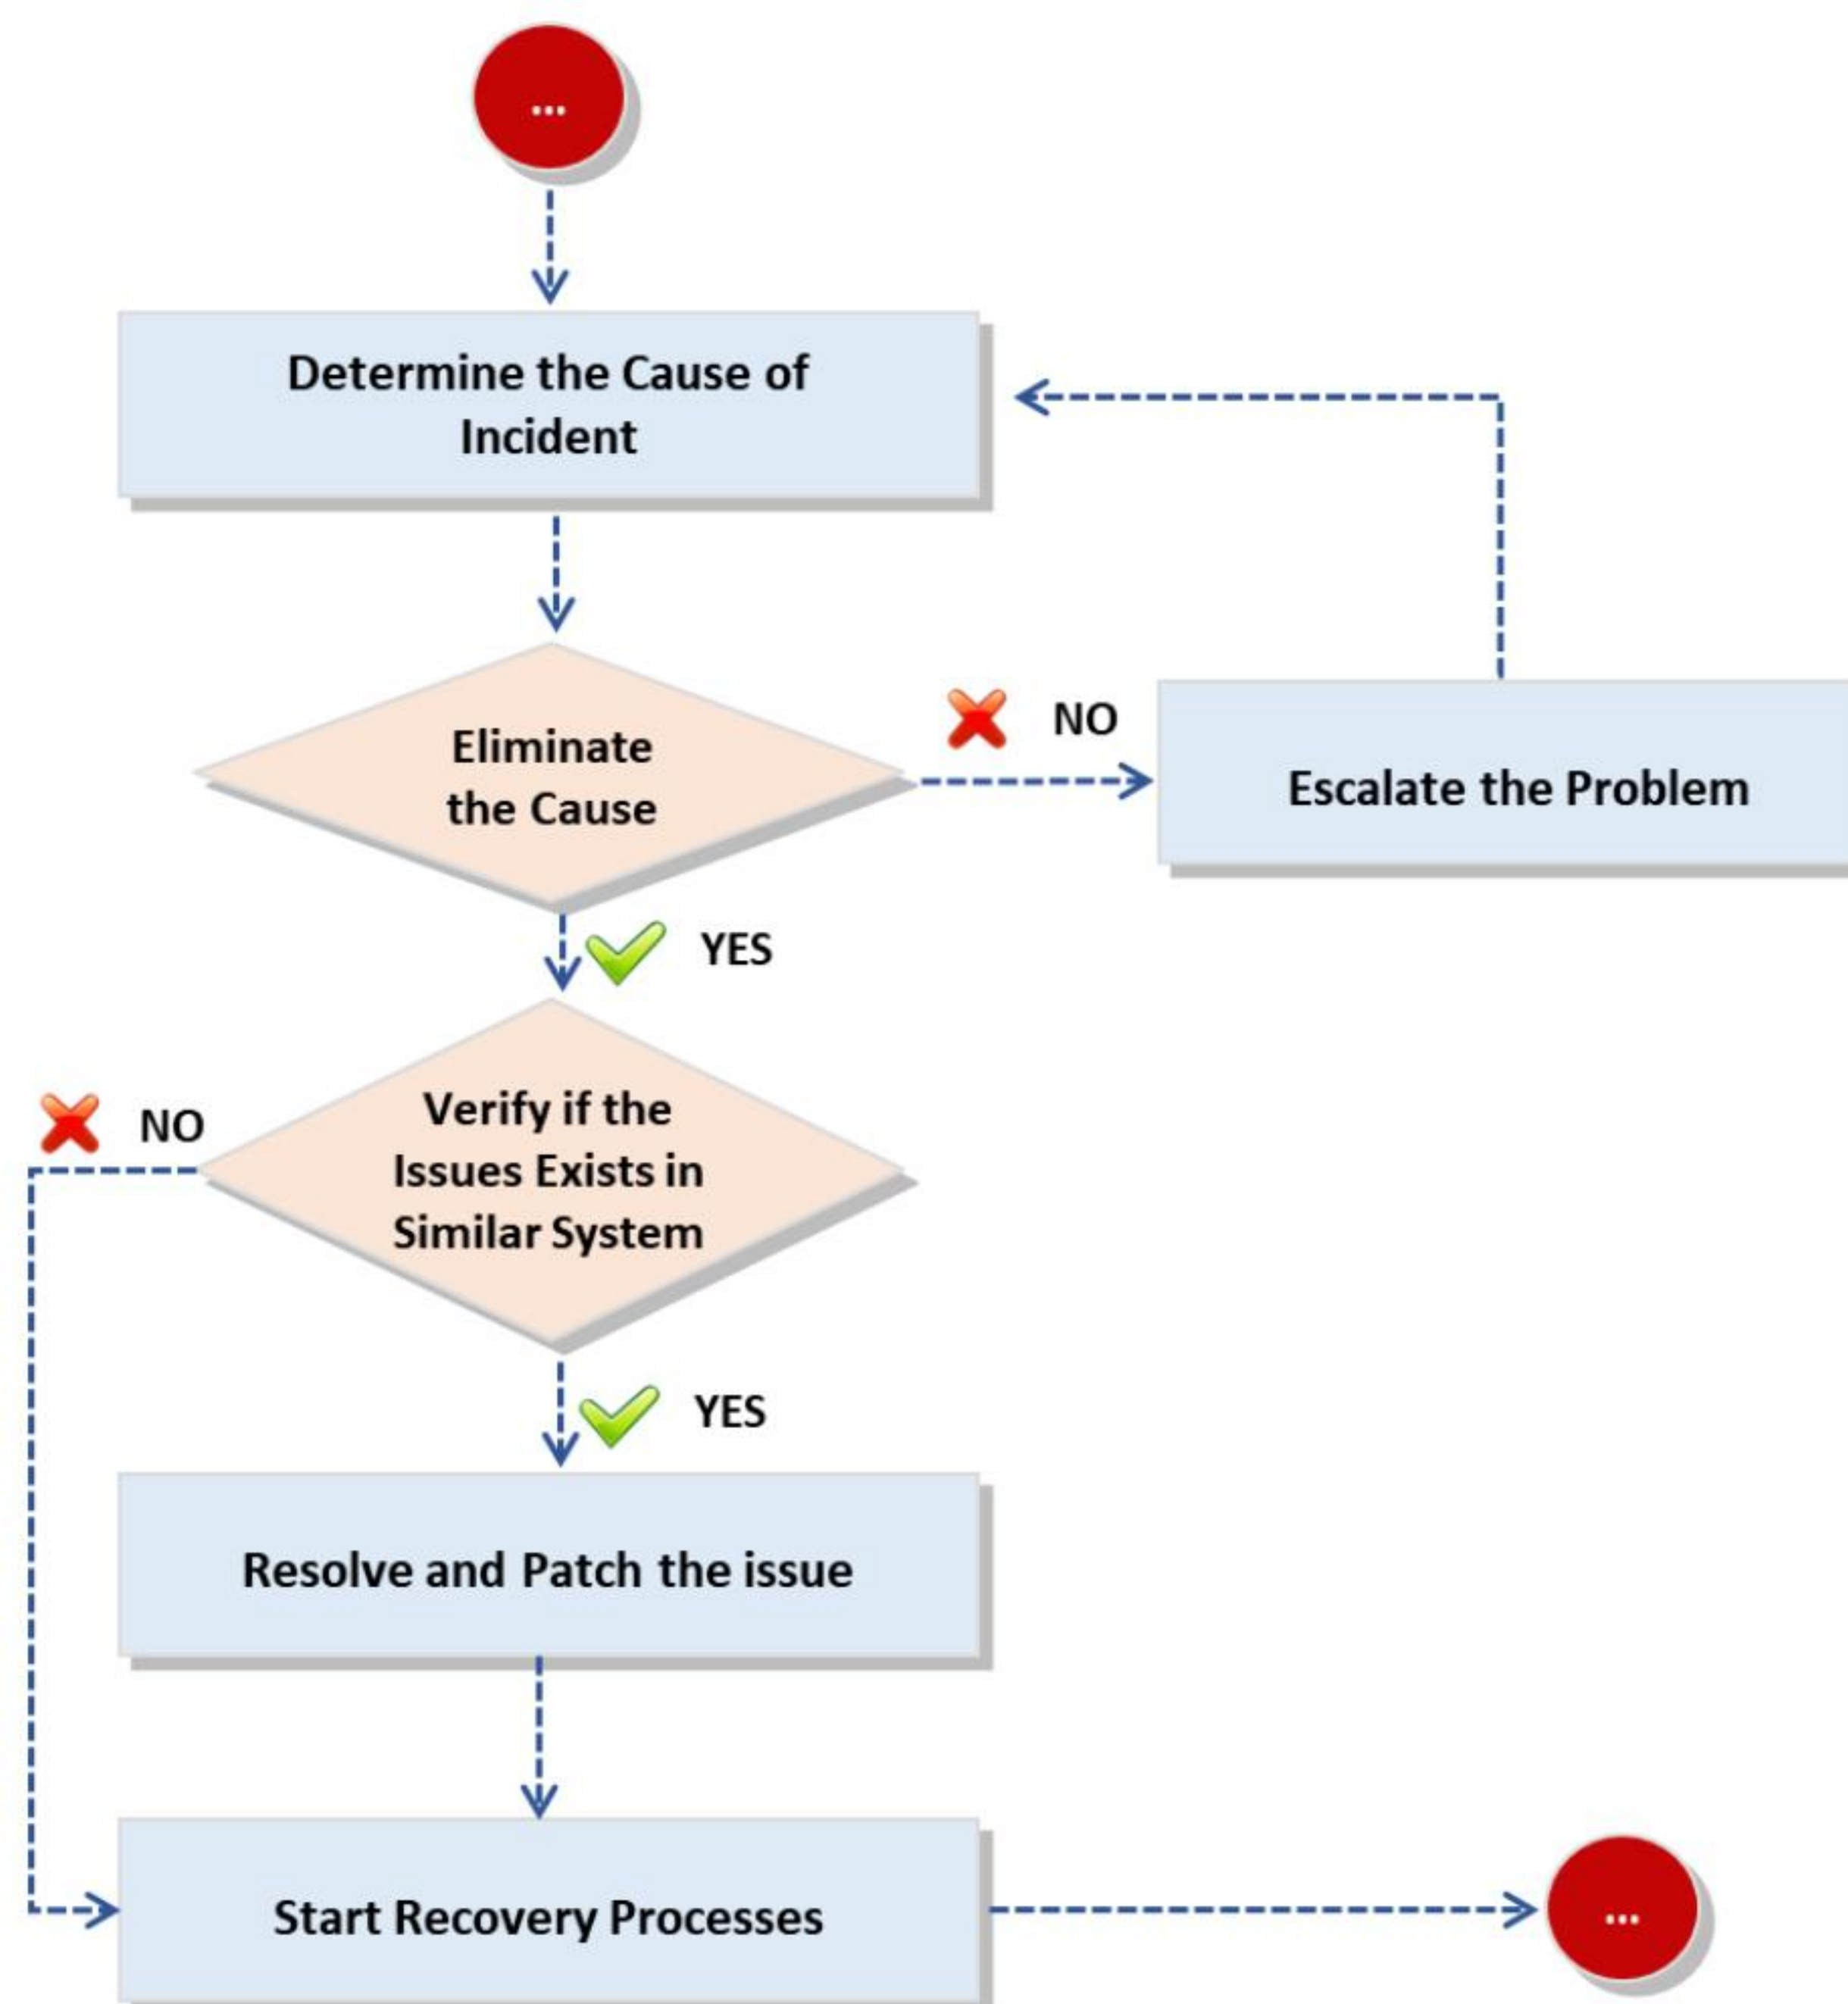 ...
Determine the Cause of
Incident
Eliminate
the Cause
NO
Escalate the Problem
YES
Verify if the
Issues Exists in
Similar System
NO
YES
Resolve and Patch the issue
Start Recovery Processes
...